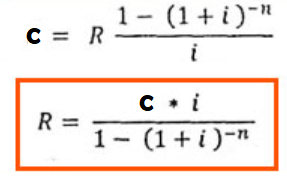 C = R (1 − (1 + i)⁻ⁿ) / i
R = (C * i) / (1 − (1 + i)⁻ⁿ)